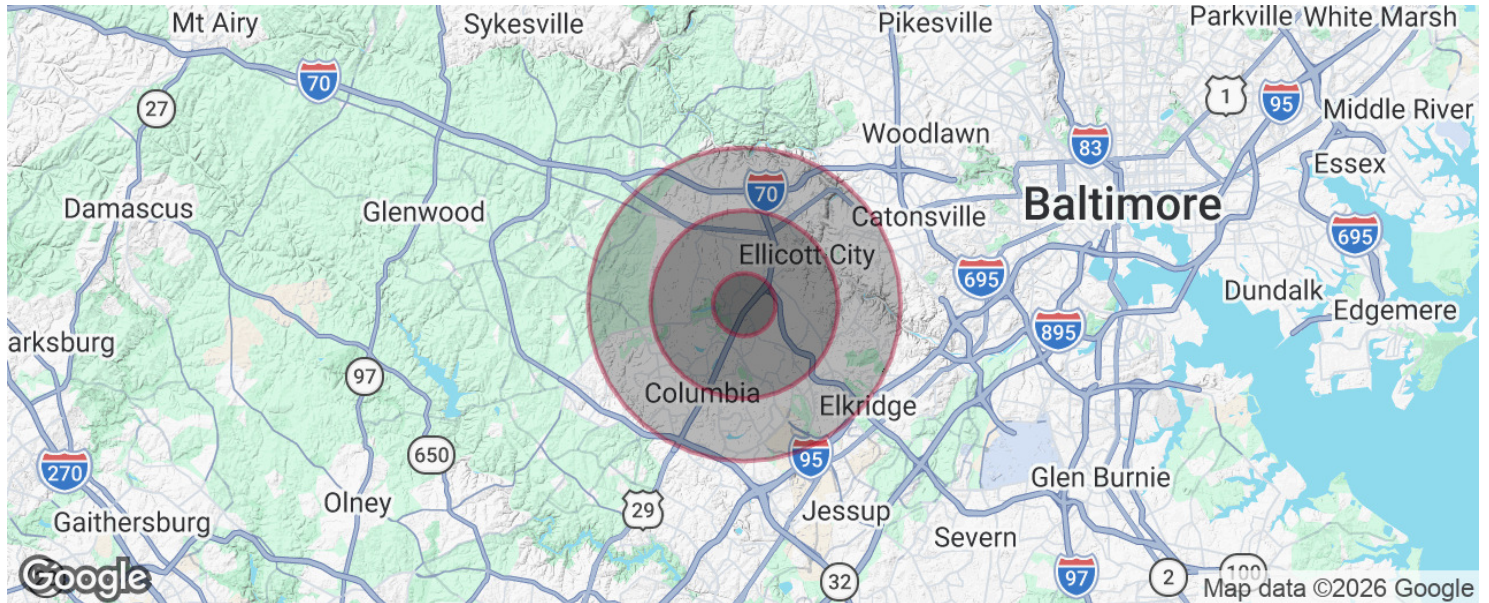 Mt Airy
Sykesville
Pikesville
Parkville
White Marsh
70
27
1
95
Middle River
Woodlawn
83
Essex
70
Damascus
Glenwood
Catonsville
Baltimore
695
Ellicott City
695
Dundalk
Edgemere
895
arksburg
97
Columbia
Elkridge
650
95
270
Glen Burnie
Olney
29
Jessup
Gaithersburg
Severn
Google
32
97
2
100
Map data ©2026 Google